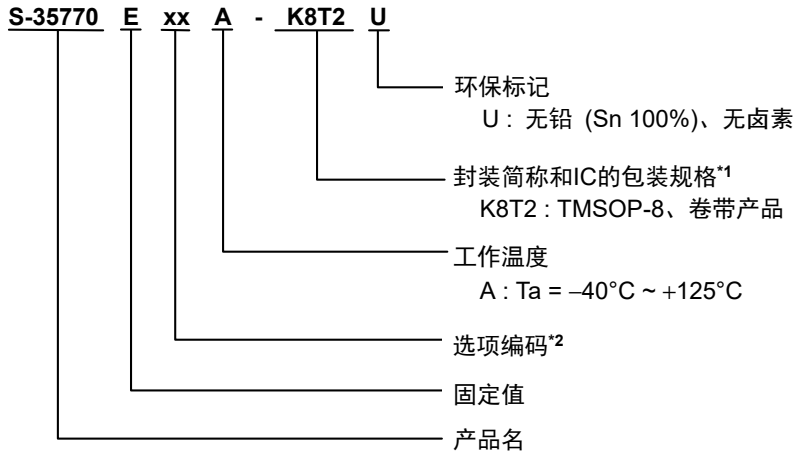 S-35770 E xx A - K8T2 U
环保标记
U : 无铅 (Sn 100%)、无卤素
封装简称和IC的包装规格*1
K8T2 : TMSOP-8、卷带产品
工作温度
A : Ta = −40°C ~ +125°C
选项编码*2
固定值
产品名